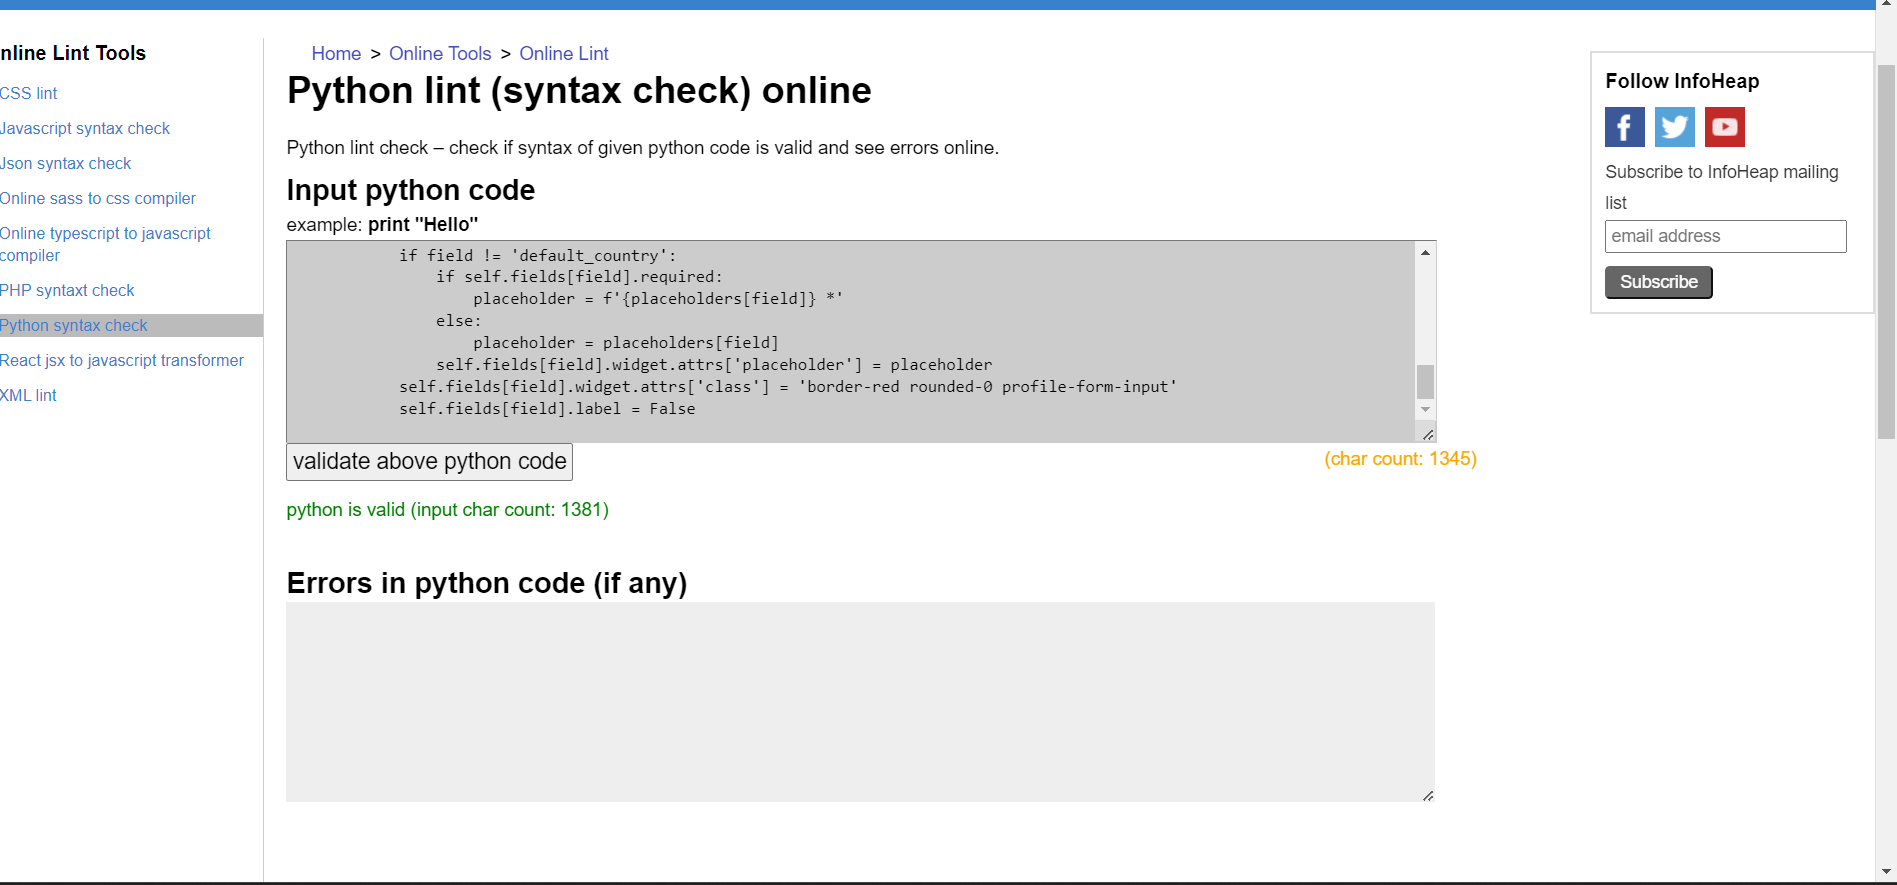 nline Lint Tools
CSS lint
Javascript syntax check
Json syntax check
Online sass to css compiler
Online typescript to javascript
compiler
PHP syntaxt check
Python syntax check
React jsx to javascript transformer
XML lint
Home > Online Tools > Online Lint
Python lint (syntax check) online
Python lint check – check if syntax of given python code is valid and see errors online.
Input python code
example: print "Hello"
if field != 'default_country':
if self.fields[field].required:
placeholder = f'{placeholders[field]} *'
else:
placeholder = placeholders[field]
self.fields[field].widget.attrs['placeholder'] = placeholder
self.fields[field].widget.attrs['class'] = 'border-red rounded-0 profile-form-input'
self.fields[field].label = False
validate above python code
(char count: 1345)
python is valid (input char count: 1381)
Errors in python code (if any)
Follow InfoHeap
Subscribe to InfoHeap mailing
list
email address
Subscribe